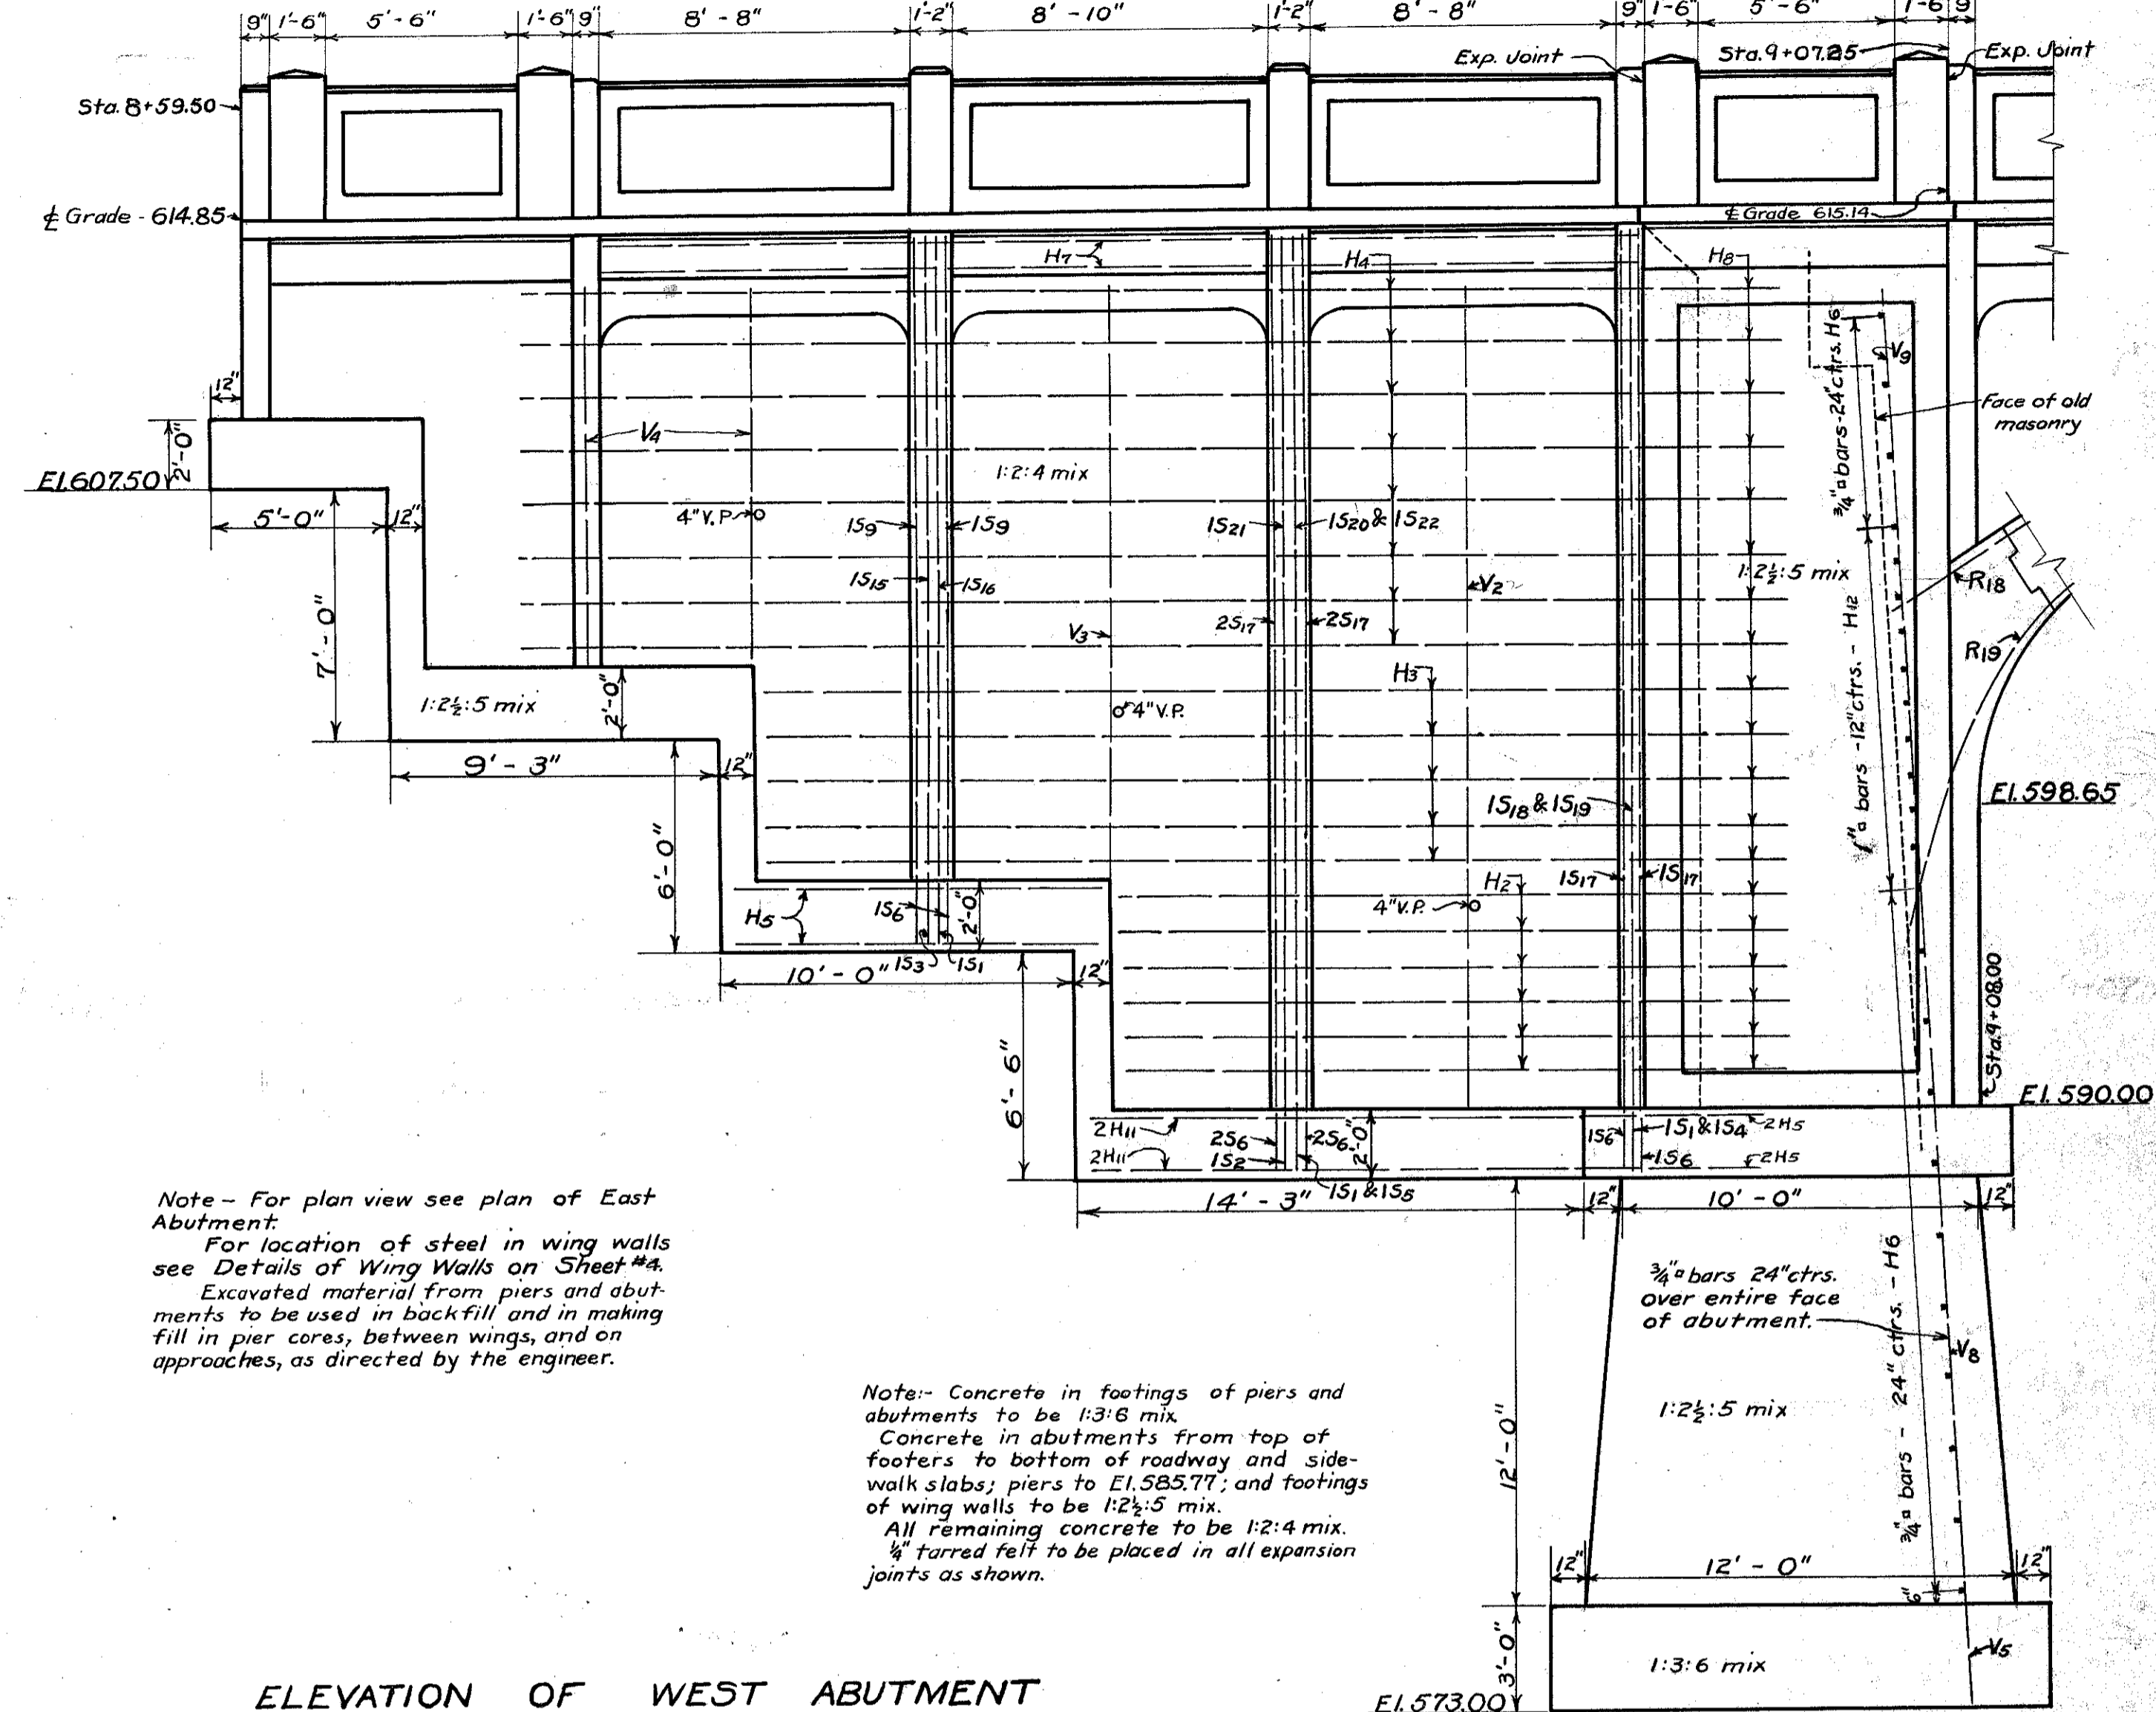 9" 1'-6" 5'-6" 1'-6" 9" 8'-8" 1'-2" 8'-10" 1'-2" 8'-8" 9" 1'-6" 5'-6" 1'-6 9
Exp. Joint
Sta. 9+07.25
Exp. Joint
Sta. 8+59.50
℄ Grade - 614.85
℄ Grade 615.14
H7
H4
H8
12"
2'-0"
El. 607.50
5'-0"
12"
V4
1:2:4 mix
4" V.P.
1S9
1S9
1S21
1S20 & 1S22
1S15
1S16
V2
2S17
2S17
V3
3/4"□ bars - 24" ctrs. H6
V9
Face of old
masonry
1:2½:5 mix
R18
R19
1"□ bars - 12" ctrs. - H12
7'-0"
1:2½:5 mix
2'-0"
H3
4" V.P.
9'-3"
12"
1S18 & 1S19
El. 598.65
6'-0"
H5
1S6
2'-0"
H2
1S17
1S17
4" V.P.
1S3
1S1
10'-0"
12"
Sta. 9+08.00
6'-6"
El. 590.00
2H11
2H11
2S6
2S6
1S2
2'-0"
1S1 & 1S5
1S6
1S1 & 1S4
2H5
1S6
2H5
14'-3"
12"
10'-0"
12"
Note - For plan view see plan of East
Abutment.
For location of steel in wing walls
see Details of Wing Walls on Sheet #4.
Excavated material from piers and abut-
ments to be used in backfill and in making
fill in pier cores, between wings, and on
approaches, as directed by the engineer.
Note:- Concrete in footings of piers and
abutments to be 1:3:6 mix.
Concrete in abutments from top of
footers to bottom of roadway and side-
walk slabs; piers to El. 585.77; and footings
of wing walls to be 1:2½:5 mix.
All remaining concrete to be 1:2:4 mix.
¼" tarred felt to be placed in all expansion
joints as shown.
3/4"□ bars 24" ctrs.
over entire face
of abutment.
V8
3/4"□ bars - 24" ctrs. - H6
1:2½:5 mix
12'-0"
12"
12'-0"
12"
6"
3'-0"
1:3:6 mix
V5
El. 573.00
ELEVATION OF WEST ABUTMENT